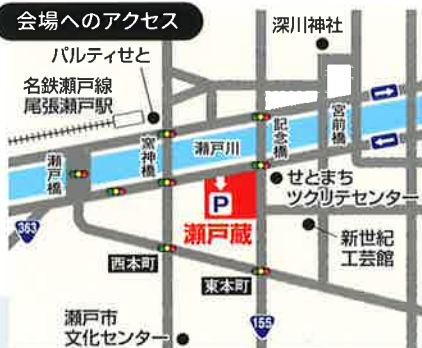 会場へのアクセス
深川神社
パルティせと
名鉄瀬戸線
尾張瀬戸駅
宮前橋
記念橋
瀬戸川
窯神橋
瀬戸橋
せとまち
ツクリテセンター
P
瀬戸蔵
363
新世紀
工芸館
西本町
東本町
瀬戸市
文化センター
155